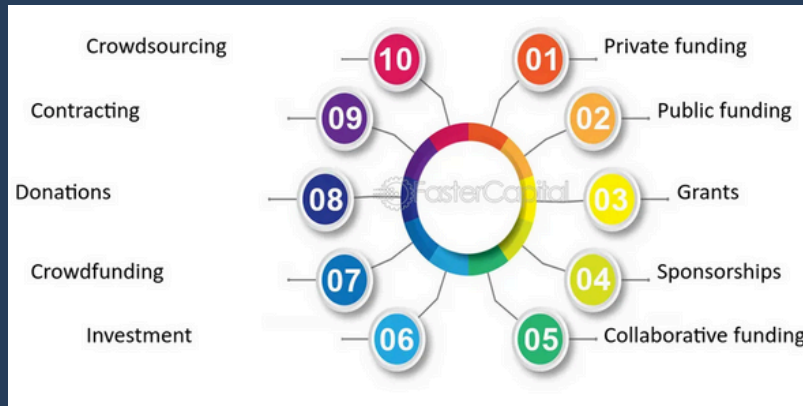 Crowdsourcing
10
01
Private funding
Contracting
09
02
Public funding
Donations
08
FasterCapital
03
Grants
Crowdfunding
07
04
Sponsorships
Investment
06
05
Collaborative funding